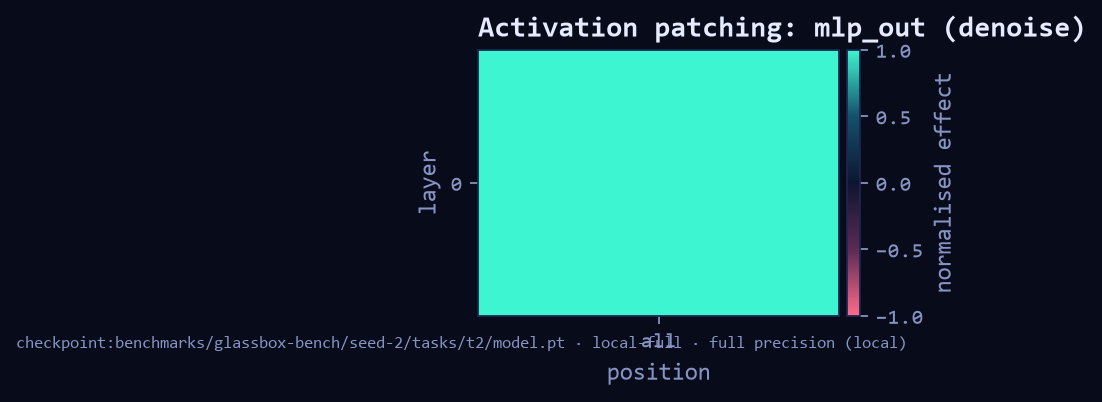 Activation patching: mlp_out (denoise)
1.0
0.5
0.0
−0.5
−1.0
normalised effect
layer
0
all
checkpoint:benchmarks/glassbox-bench/seed-2/tasks/t2/model.pt · local-full · full precision (local)
position